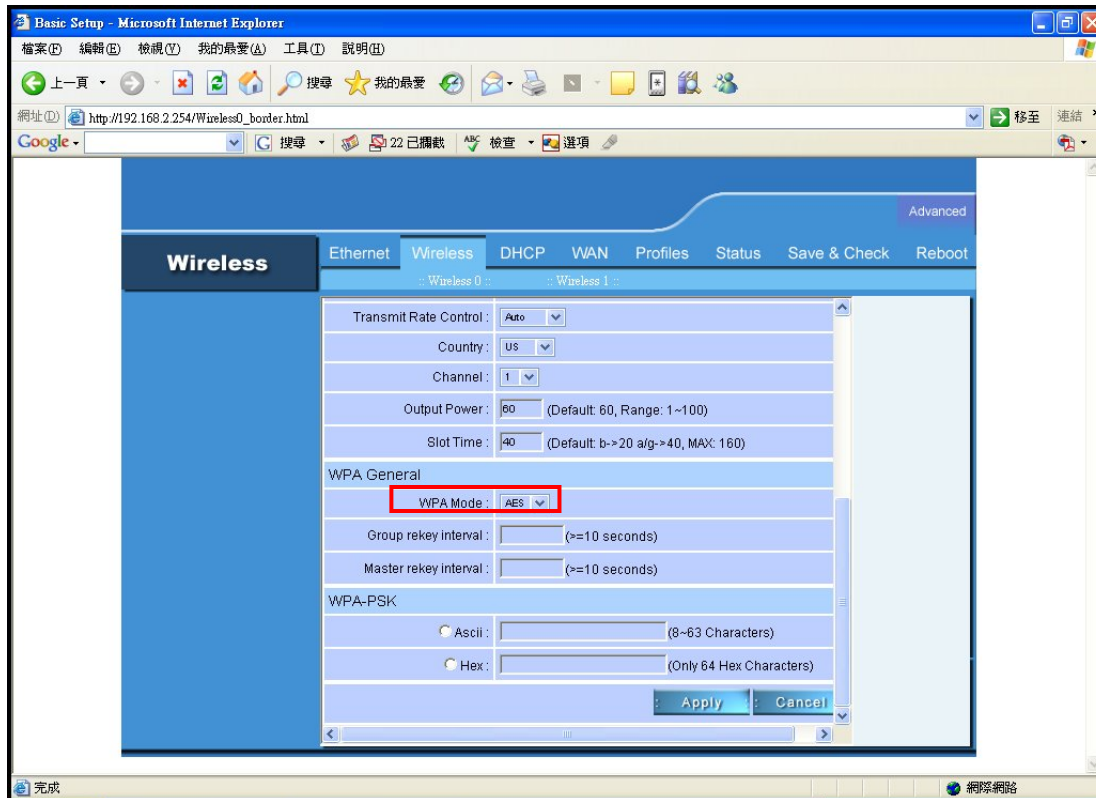 Basic Setup - Microsoft Internet Explorer
檔案(F) 編輯(E) 檢視(V) 我的最愛(A) 工具(T) 說明(H)
上一頁 搜尋 我的最愛
網址(D) http://192.168.2.254/Wireless0_border.html 移至 連結
Google 搜尋 22 已攔截 ABC 檢查 選項
Advanced
Wireless
Ethernet Wireless DHCP WAN Profiles Status Save & Check Reboot
:: Wireless 0 :: :: Wireless 1 ::
Transmit Rate Control : Auto
Country : US
Channel : 1
Output Power : 60 (Default: 60, Range: 1~100)
Slot Time : 40 (Default: b->20 a/g->40, MAX: 160)
WPA General
WPA Mode : AES
Group rekey interval : (>=10 seconds)
Master rekey interval : (>=10 seconds)
WPA-PSK
Ascii : (8~63 Characters)
Hex : (Only 64 Hex Characters)
: Apply : Cancel
完成 網際網路